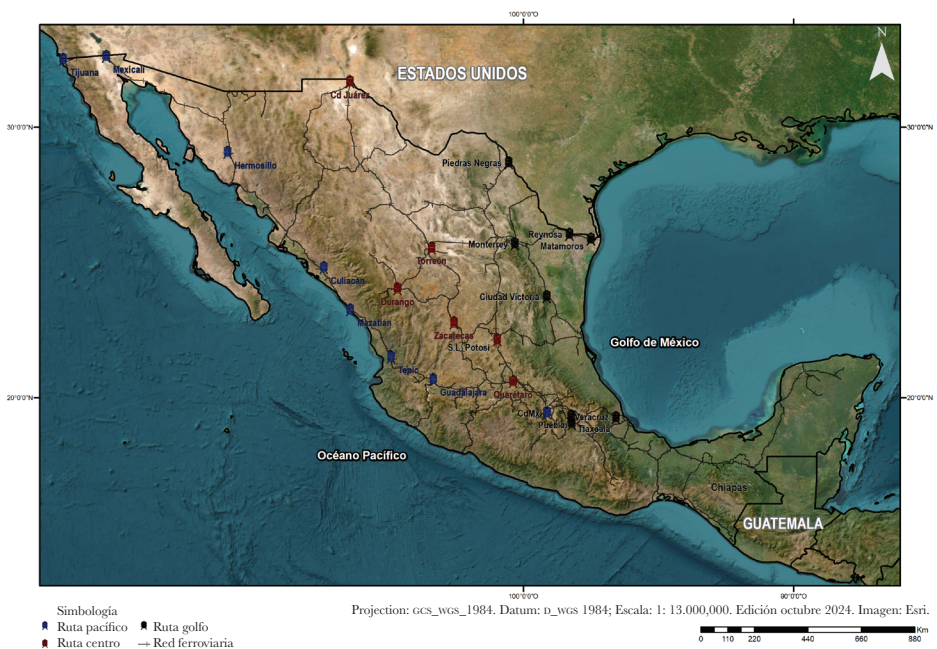 100°0'0"O
N
ESTADOS UNIDOS
Tijuana
Mexicali
Cd Juárez
30°0'0"N
30°0'0"N
Piedras Negras
Hermosillo
Reynosa
Monterrey
Matamoros
Torreón
Culiacán
Durango
Ciudad Victoria
Mazatlán
Zacatecas
S.L. Potosí
Golfo de México
Tepic
Guadalajara
Querétaro
20°0'0"N
20°0'0"N
CdMx
Veracruz
Puebla
Tlaxcala
Océano Pacífico
Chiapas
GUATEMALA
100°0'0"O
90°0'0"O
Simbología
Ruta pacífico
Ruta golfo
Ruta centro
Red ferroviaria
Projection: GCS_WGS_1984. Datum: D_WGS 1984; Escala: 1: 13.000,000. Edición octubre 2024. Imagen: Esri.
Km
0 110 220 440 660 880